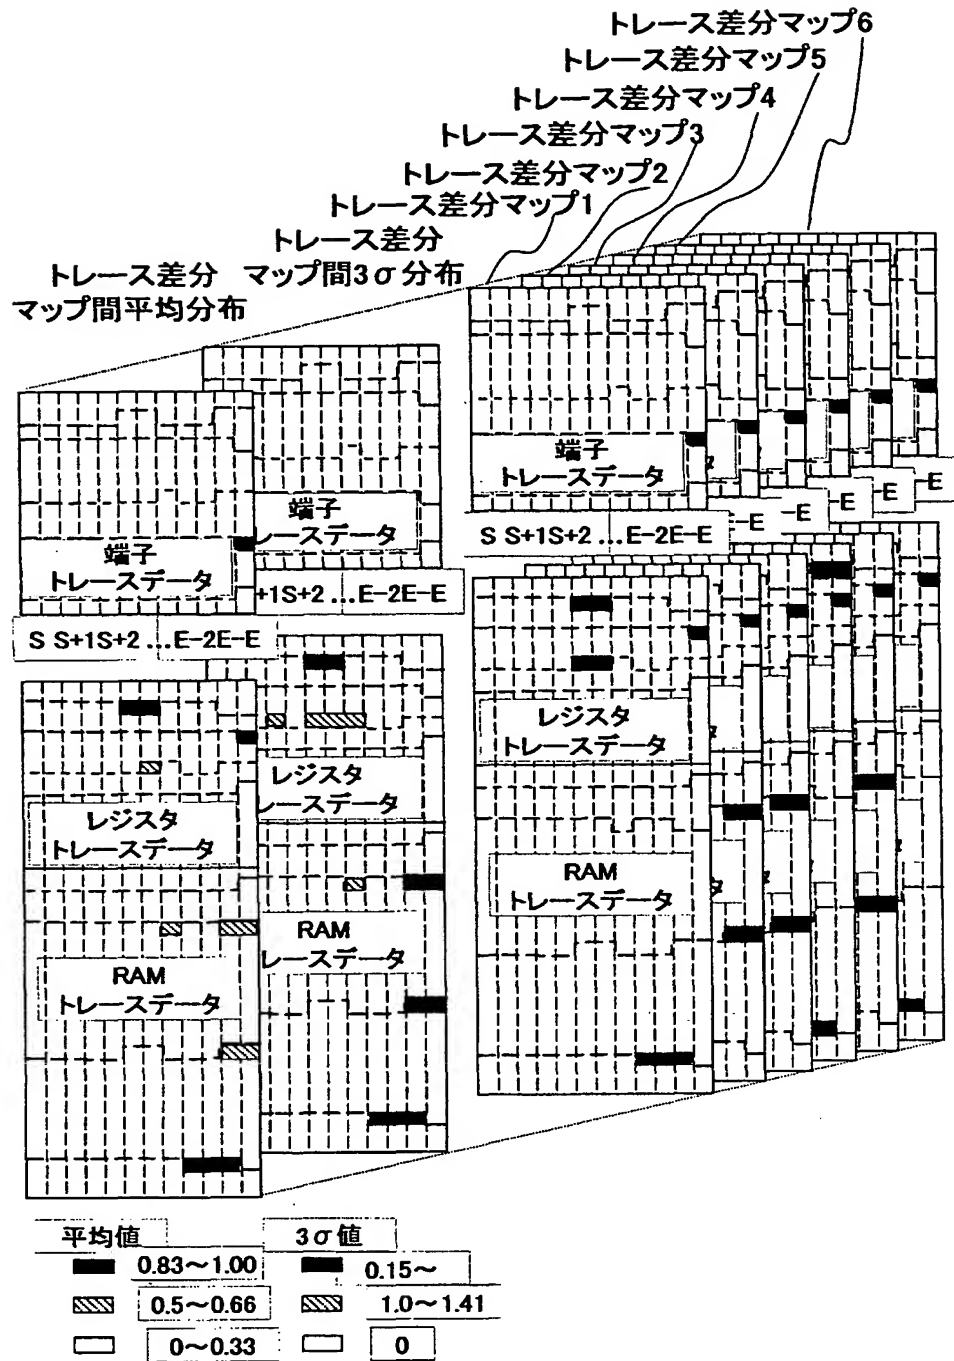 トレース差分マップ6
トレース差分マップ5
トレース差分マップ4
トレース差分マップ3
トレース差分マップ2
トレース差分マップ1
トレース差分
マップ間3σ分布
トレース差分
マップ間平均分布
端子
トレースデータ
S S+1S+2 ...E-2E-E
-E
-E
-E
-E
端子
レースデータ
+1S+2 ...E-2E-E
端子
トレースデータ
S S+1S+2 ...E-2E-E
レジスタ
トレースデータ
RAM
トレースデータ
タ
レジスタ
レースデータ
RAM
レースデータ
レジスタ
トレースデータ
RAM
トレースデータ
平均値
0.83~1.00
0.5~0.66
0~0.33
3σ値
0.15~
1.0~1.41
0